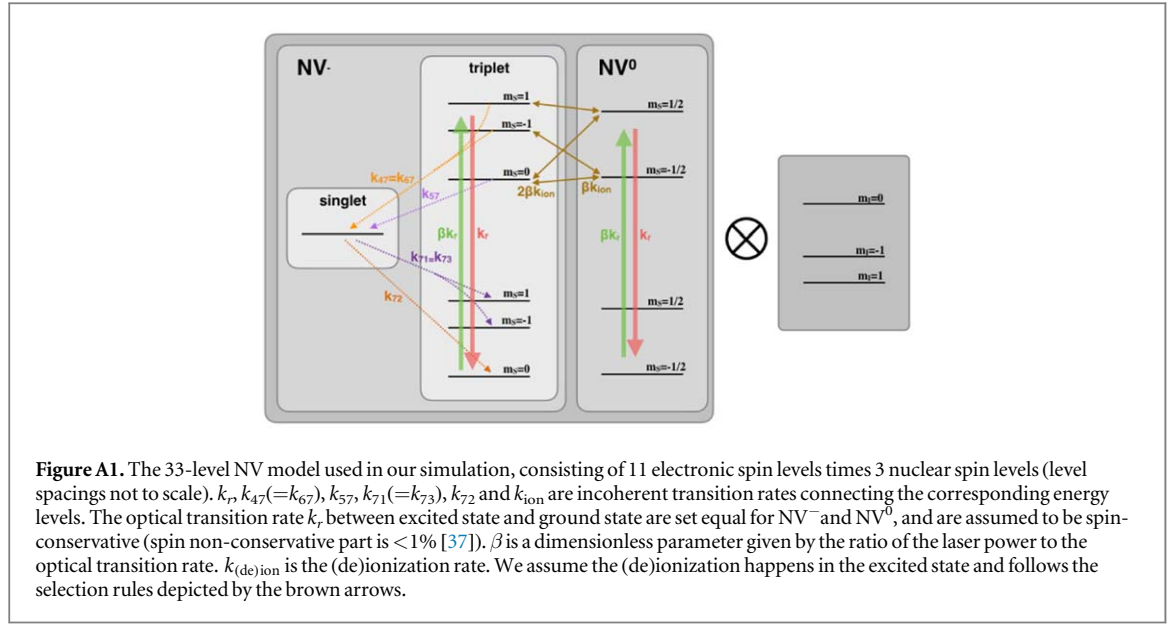 NV-
triplet
NV⁰
mₛ=1
mₛ=-1
mₛ=0
mₛ=1/2
mₛ=-1/2
2βkᵢₒₙ
βkᵢₒₙ
k₄₇=k₆₇
k₅₇
singlet
βkᵣ
kᵣ
βkᵣ
kᵣ
k₇₁=k₇₃
k₇₂
mₛ=1
mₛ=-1
mₛ=0
mₛ=1/2
mₛ=-1/2
mI=0
mI=-1
mI=1
Figure A1. The 33-level NV model used in our simulation, consisting of 11 electronic spin levels times 3 nuclear spin levels (level
spacings not to scale). kᵣ, k₄₇(=k₆₇), k₅₇, k₇₁(=k₇₃), k₇₂ and kᵢₒₙ are incoherent transition rates connecting the corresponding energy
levels. The optical transition rate kᵣ between excited state and ground state are set equal for NV⁻ and NV⁰, and are assumed to be spin-
conservative (spin non-conservative part is <1% [37]). β is a dimensionless parameter given by the ratio of the laser power to the
optical transition rate. k(de)ion is the (de)ionization rate. We assume the (de)ionization happens in the excited state and follows the
selection rules depicted by the brown arrows.